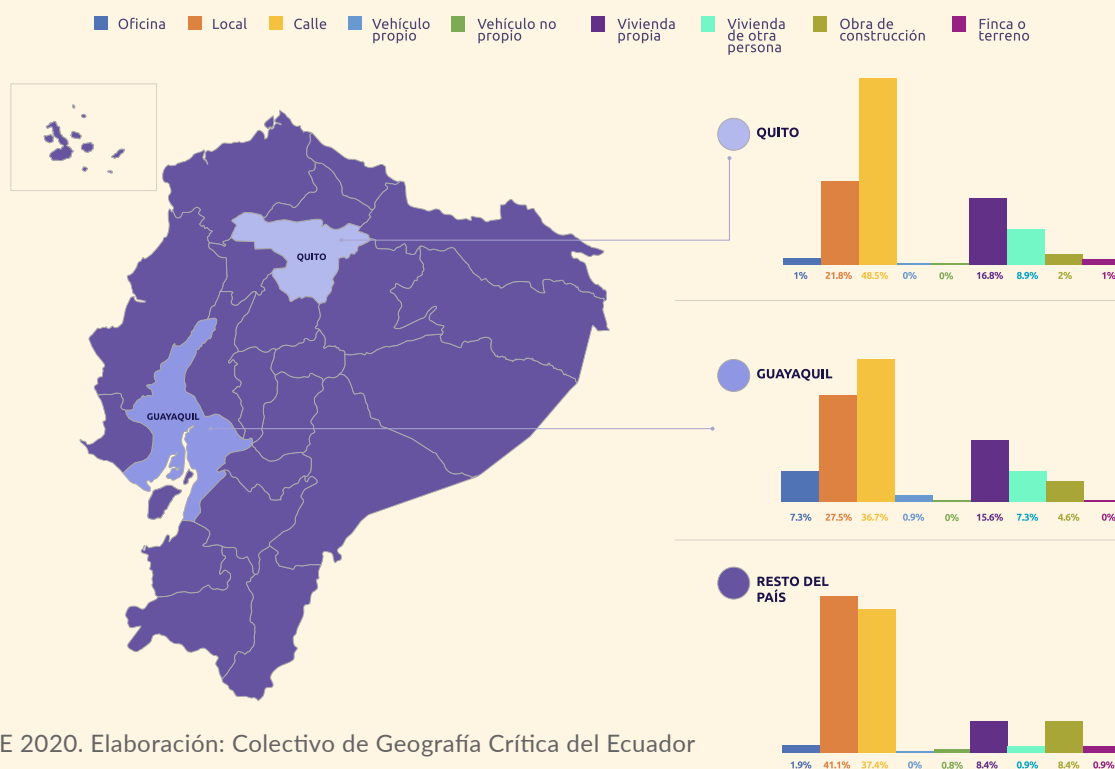 Oficina
Local
Calle
Vehículo
propio
Vehículo no
propio
Vivienda
propia
Vivienda
de otra
persona
Obra de
construcción
Finca o
terreno
QUITO
1% 21.8% 48.5% 0% 0% 16.8% 8.9% 2% 1%
QUITO
GUAYAQUIL
GUAYAQUIL
7.3% 27.5% 36.7% 0.9% 0% 15.6% 7.3% 4.6% 0%
RESTO DEL
PAÍS
1.9% 41.1% 37.4% 0% 0.8% 8.4% 0.9% 8.4% 0.9%
E 2020. Elaboración: Colectivo de Geografía Crítica del Ecuador